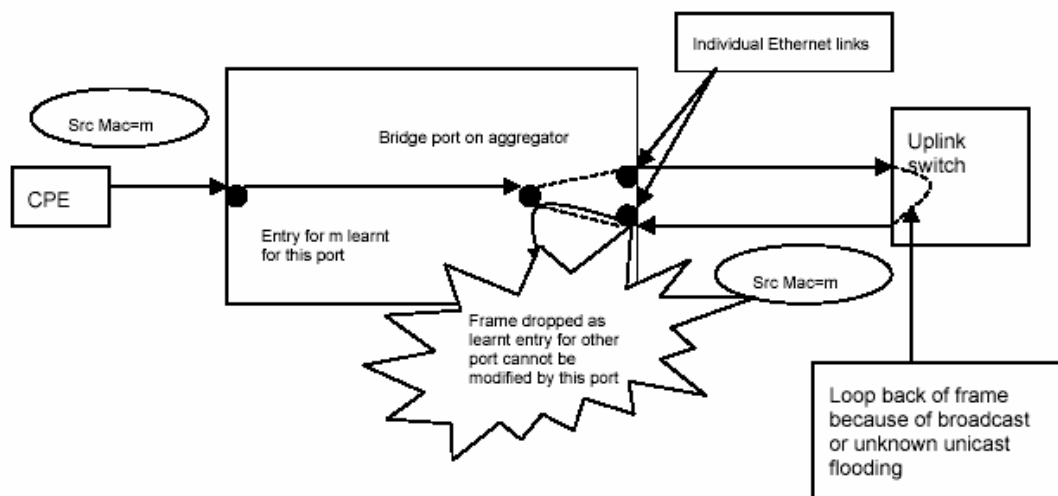 Individual Ethernet links
Src Mac=m
Bridge port on aggregator
Uplink
switch
CPE
Entry for m learnt
for this port
Src Mac=m
Frame dropped as
learnt entry for other
port cannot be
modified by this port
Loop back of frame
because of broadcast
or unknown unicast
flooding